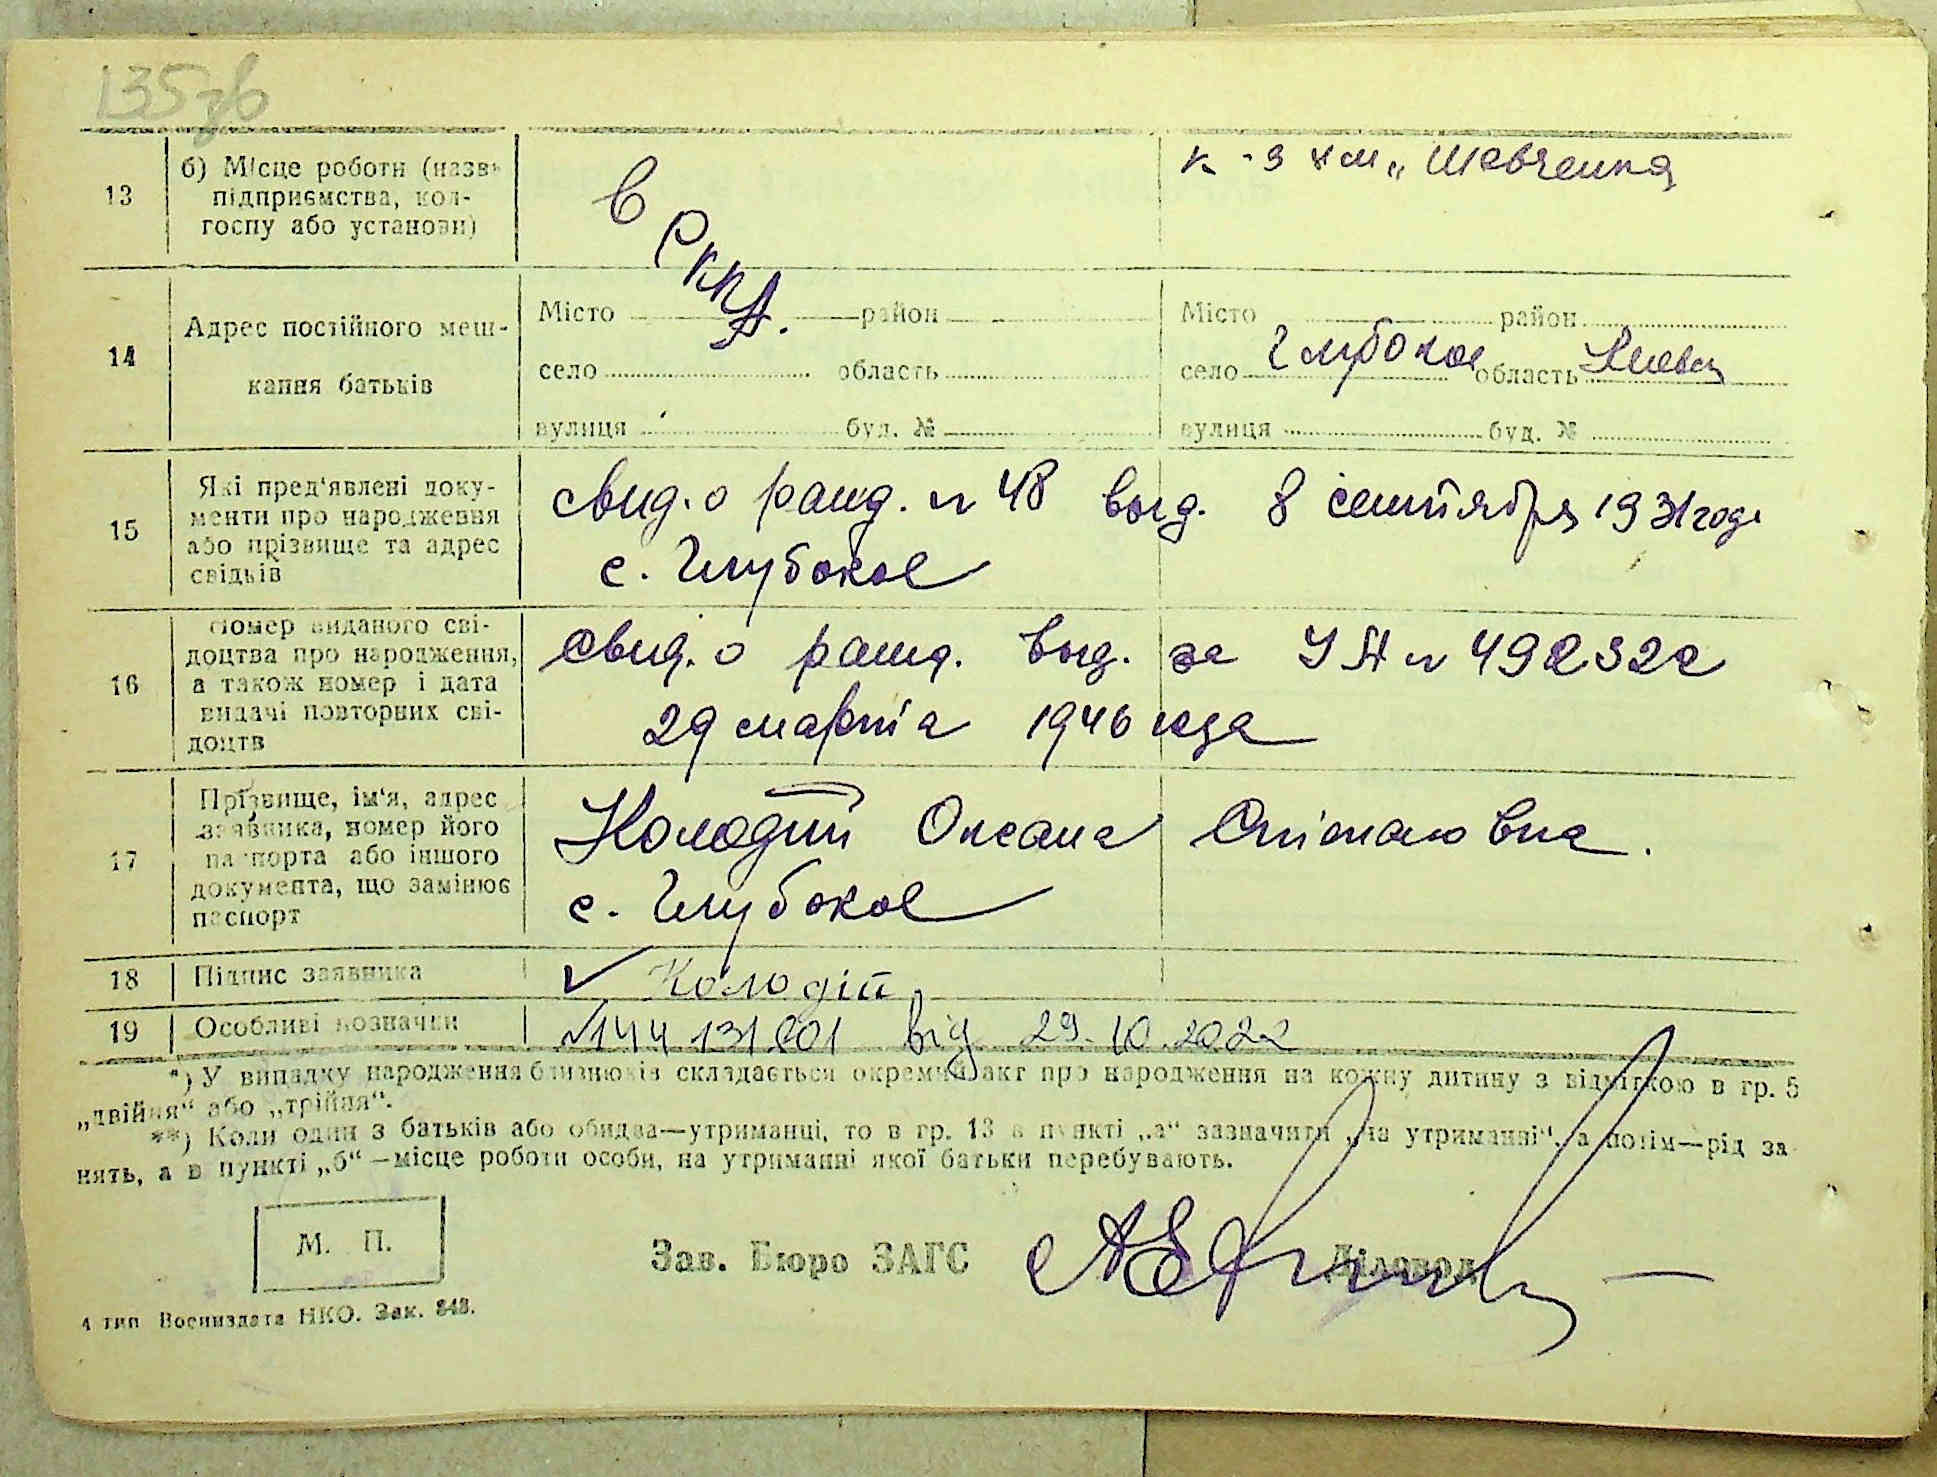 135зв
13
б) Місце роботи (назва
підприємства, кол-
госпу або установи)
в РККА.
к-з им „Шевченка
14
Адрес постійного меш-
кання батьків
Місто район
село область
вулиця буд. №
Місто район
село Глубокое область Киевск
вулиця буд. №
15
Які пред'явлені доку-
менти про народження
або прізвище та адрес
свідків
свид. о рожд. № 48 выд. 8 сентября 1931 года
с. Глубокое
16
Номер виданого сві-
доцтва про народження,
а також номер і дата
видачі повторних сві-
доцтв
Свид. о рожд. выд. за УЯ №
29 марта 1946 года
17
Прізвище, ім'я, адрес
заявника, номер його
паспорта або іншого
документа, що замінює
паспорт
Колодий Оксана
с. Глубокое
18
Підпис заявника
Колодій
19
Особливі позначки
№144 131 801 від 29.10.2022
*) У випадку народження близнюків складається окремий акт про народження на кожну дитину з відміткою в гр. 5
„двійня“ або „трійня“.
**) Коли один з батьків або обидва—утриманці, то в гр. 13 в пункті „а“ зазначити „на утриманні“, а потім—рід за-
нять, а в пункті „б“ —місце роботи особи, на утриманні якої батьки перебувають.
М. П.
Зав. Бюро ЗАГС
Діловод
4 тип Воениздата НКО. Зак. 848.